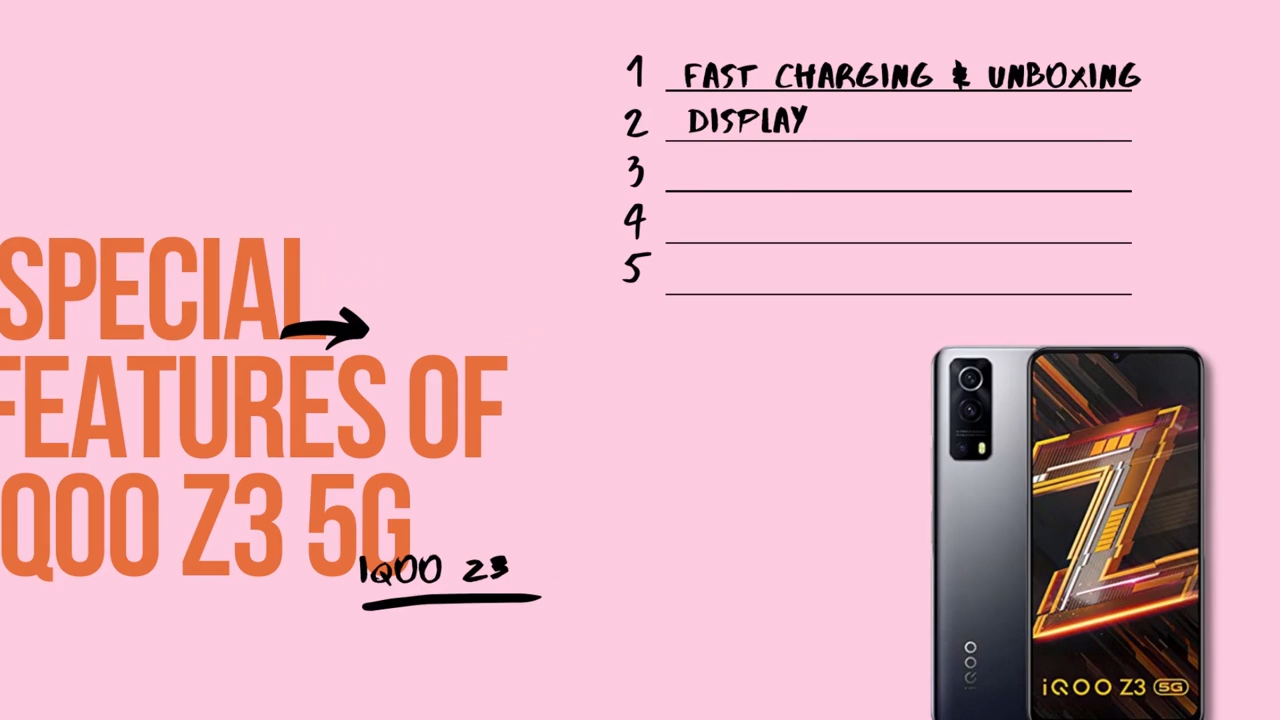 1 FAST CHARGING & UNBOXING
2 DISPLAY
3
4
5
SPECIAL
FEATURES OF
IQOO Z3 5G
IQOO Z3
IQOO
iQOO Z3 5G